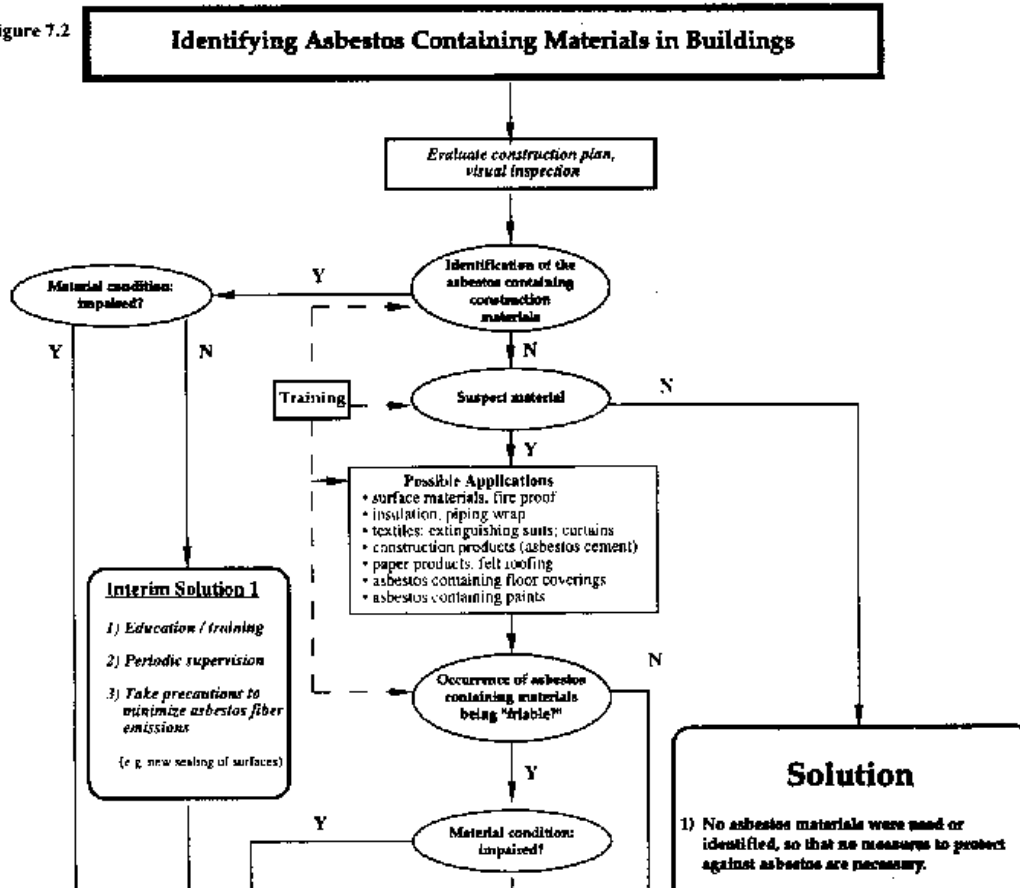 igure 7.2
Identifying Asbestos Containing Materials in Buildings
Evaluate construction plan,
visual inspection
Identification of the
asbestos containing
construction
materials
Y
Material condition:
impaired?
Y
N
N
Training
Suspect material
N
Y
Possible Applications
• surface materials, fire proof
• insulation, piping wrap
• textiles: extinguishing suits; curtains
• construction products (asbestos cement)
• paper products, felt roofing
• asbestos containing floor coverings
• asbestos containing paints
Interim Solution 1
1) Education / training
2) Periodic supervision
3) Take precautions to
minimize asbestos fiber
emissions
(e.g. new sealing of surfaces)
Occurrence of asbestos
containing materials
being "friable?"
N
Y
Material condition:
impaired?
Y
Solution
1) No asbestos materials were used or
identified, so that no measures to protect
against asbestos are necessary.